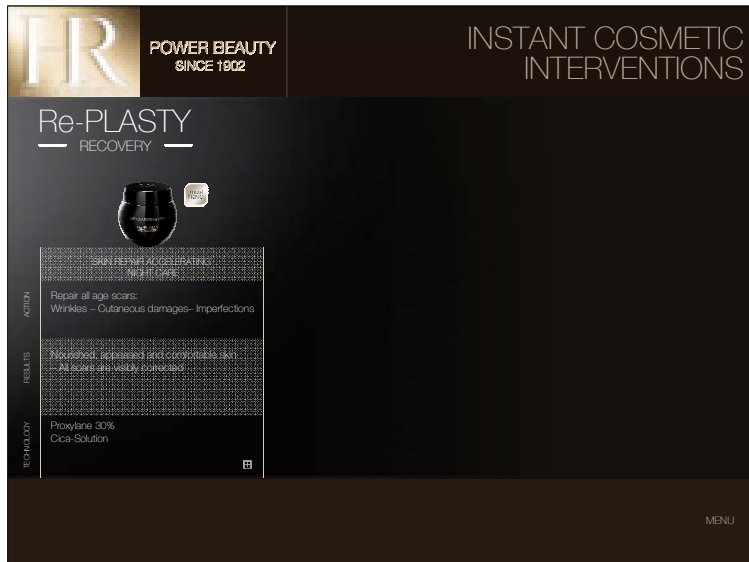 HR
POWER BEAUTY
SINCE 1902
INSTANT COSMETIC
INTERVENTIONS
Re-PLASTY
RECOVERY
must
have
SKIN REPAIR ACCELERATING
NIGHT CARE
ACTION
Repair all age scars:
Wrinkles – Cutaneous damages– Imperfections
RESULTS
Nourished, appeased and comfortable skin
– All scars are visibly corrected
TECHNOLOGY
Proxylane 30%
Cica-Solution
MENU